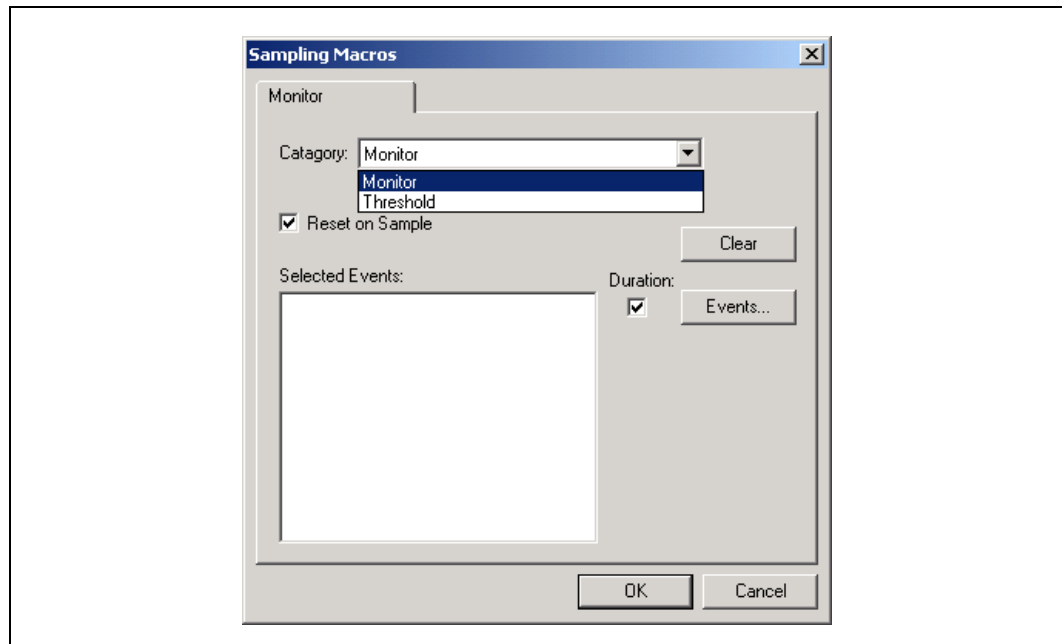 Sampling Macros
Monitor
Catagory: Monitor
Monitor
Threshold
Reset on Sample
Clear
Selected Events:
Duration:
Events...
OK Cancel